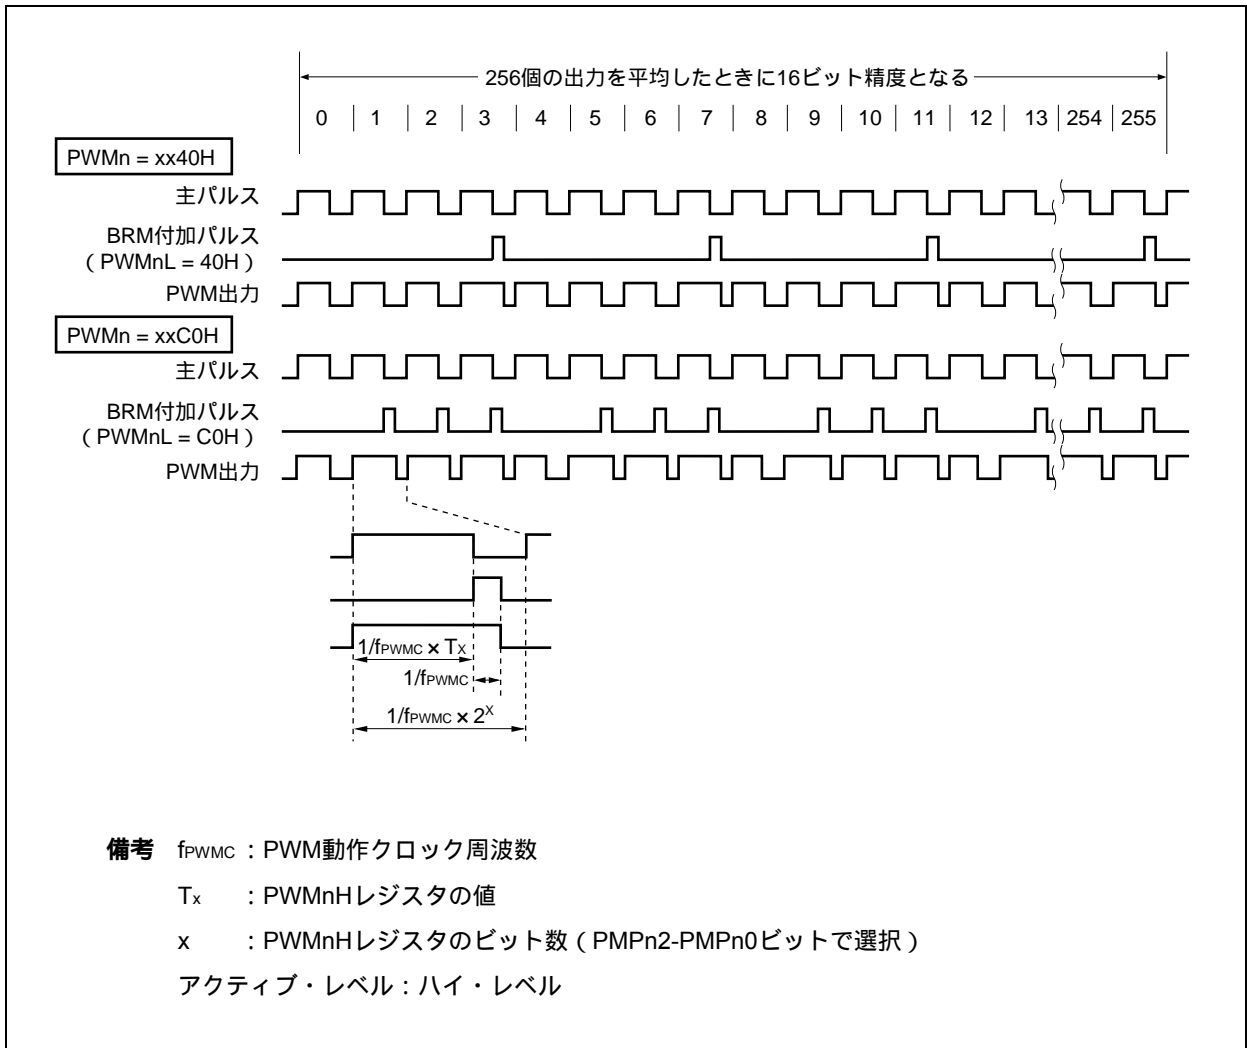 256個の出力を平均したときに16ビット精度となる
0 1 2 3 4 5 6 7 8 9 10 11 12 13 254 255
PWMn = xx40H
主パルス
BRM付加パルス
( PWMnL = 40H )
PWM出力
PWMn = xxC0H
主パルス
BRM付加パルス
( PWMnL = C0H )
PWM出力
1/fPWMC × Tx
1/fPWMC
1/fPWMC × 2^X
備考 fPWMC : PWM動作クロック周波数
Tx : PWMnHレジスタの値
x : PWMnHレジスタのビット数 ( PMPn2-PMPn0ビットで選択 )
アクティブ・レベル : ハイ・レベル